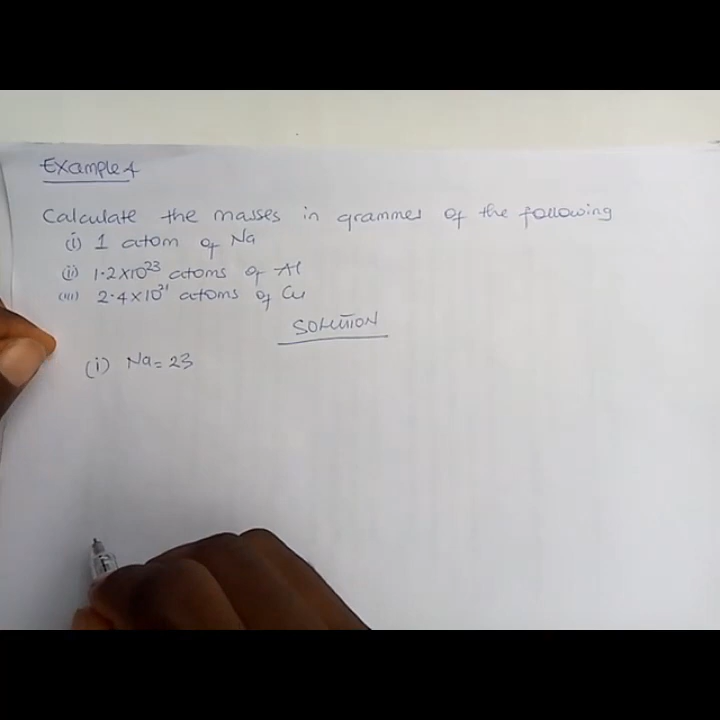 Example 4
Calculate the masses in grammes of the following
(i) 1 atom of Na
(ii) 1.2×10²³ atoms of Al
(iii) 2.4×10²¹ atoms of Cu
SOLUTION
(i) Na = 23